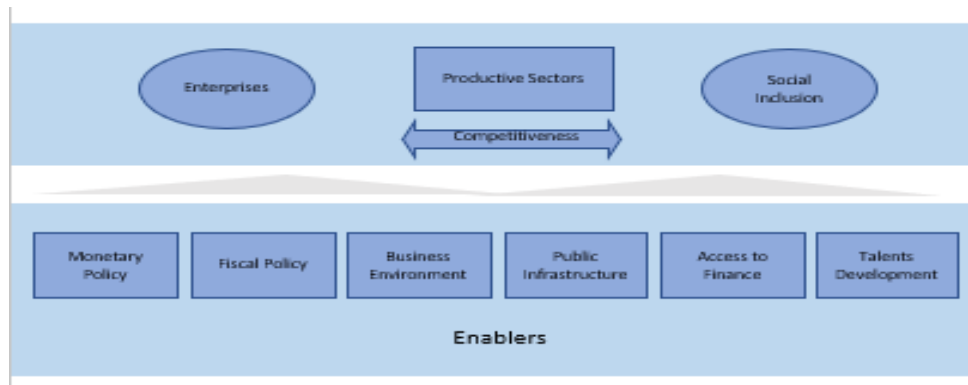 Enterprises
Productive Sectors
Social
Inclusion
Competitiveness
Monetary
Policy
Fiscal Policy
Business
Environment
Public
Infrastructure
Access to
Finance
Talents
Development
Enablers